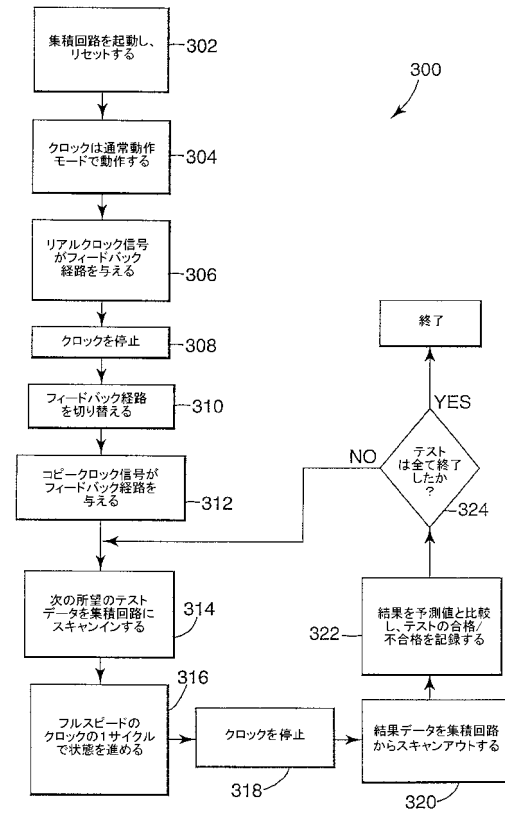 集積回路を起動し、
リセットする
302
300
クロックは通常動作
モードで動作する
304
リアルクロック信号
がフィードバック
経路を与える
306
クロックを停止
308
フィードバック経路
を切り替える
310
コピークロック信号が
フィードバック経路を
与える
312
次の所望のテスト
データを集積回路に
スキャンインする
314
フルスピードの
クロックの1サイクル
で状態を進める
316
クロックを停止
318
結果データを集積回路
からスキャンアウトする
320
結果を予測値と比較
し、テストの合格/
不合格を記録する
322
テスト
は全て終了
したか
?
324
NO
YES
終了